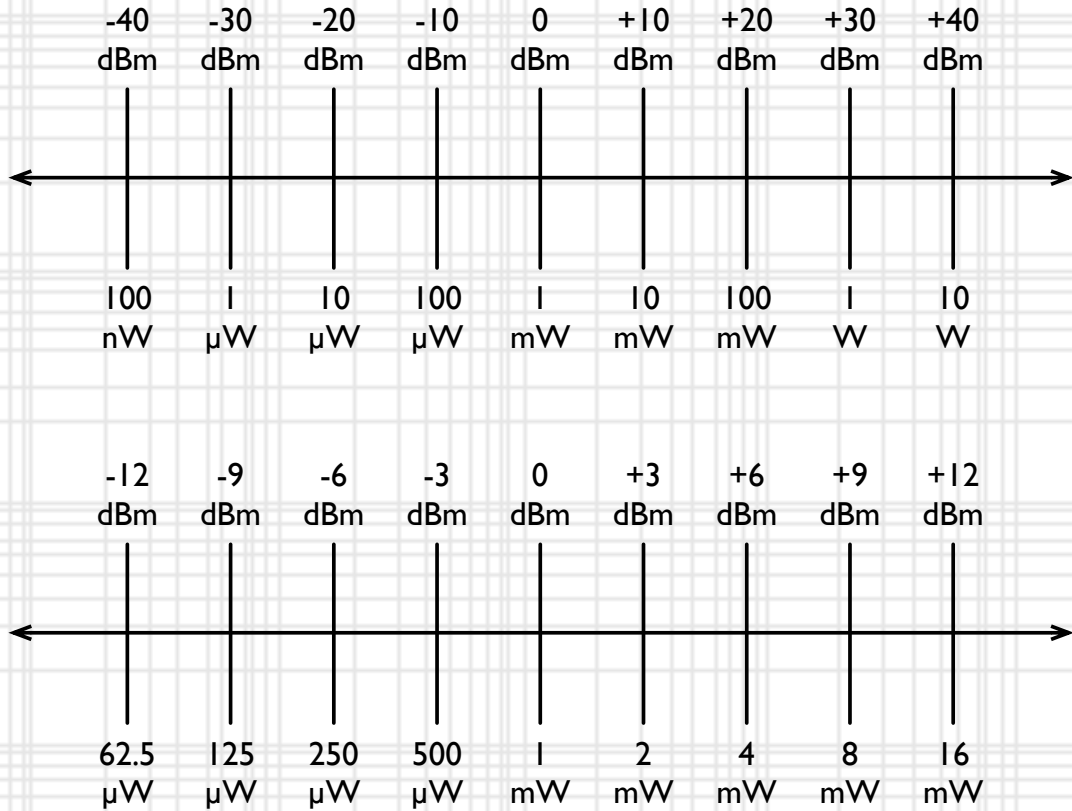 -40 -30 -20 -10 0 +10 +20 +30 +40
dBm dBm dBm dBm dBm dBm dBm dBm dBm
100 1 10 100 1 10 100 1 10
nW µW µW µW mW mW mW W W
-12 -9 -6 -3 0 +3 +6 +9 +12
dBm dBm dBm dBm dBm dBm dBm dBm dBm
62.5 125 250 500 1 2 4 8 16
µW µW µW µW mW mW mW mW mW